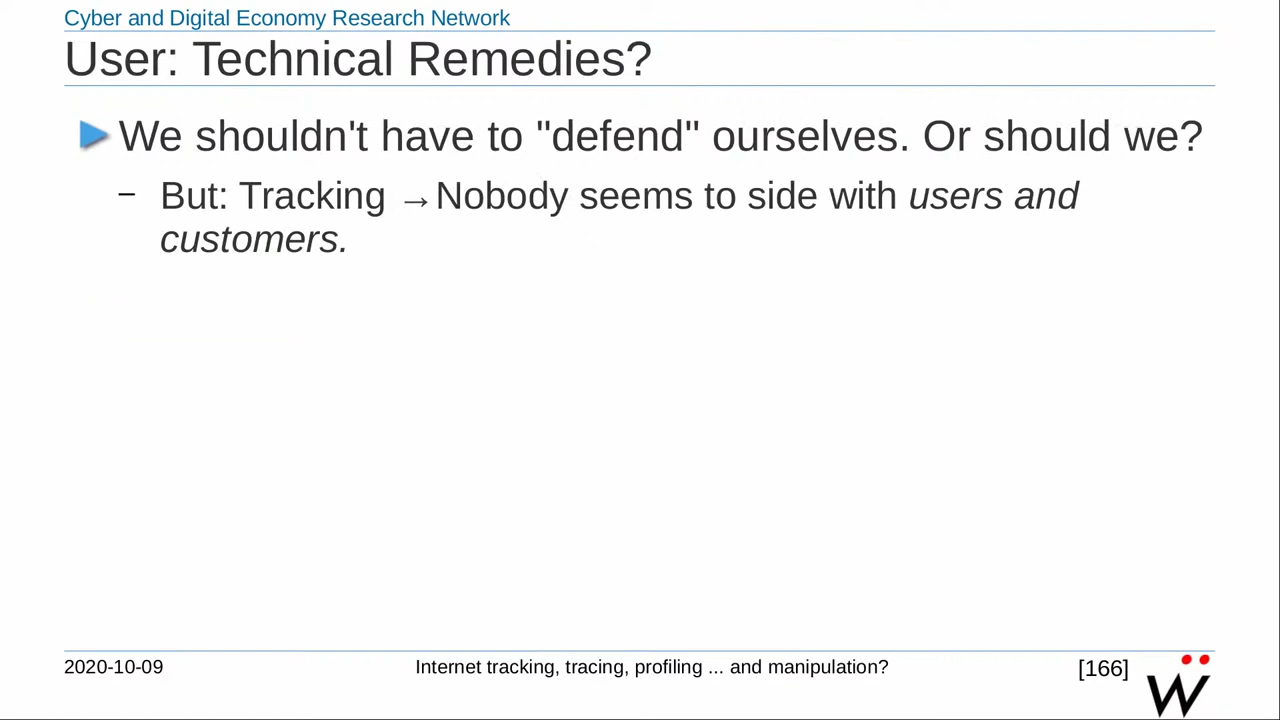 Cyber and Digital Economy Research Network
User: Technical Remedies?
We shouldn't have to "defend" ourselves. Or should we?
– But: Tracking →Nobody seems to side with users and
customers.
2020-10-09
Internet tracking, tracing, profiling ... and manipulation?
[166]
Ẅ